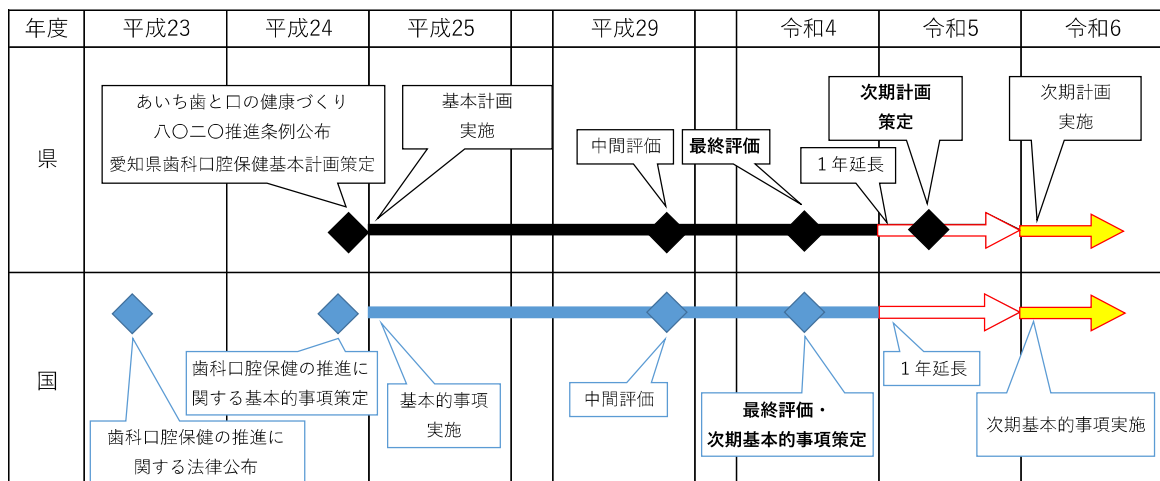 年度
平成23
平成24
平成25
平成29
令和4
令和5
令和6
県
あいち歯と口の健康づくり
八〇二〇推進条例公布
愛知県歯科口腔保健基本計画策定
基本計画
実施
中間評価
最終評価
1年延長
次期計画
策定
次期計画
実施
国
歯科口腔保健の推進に
関する法律公布
歯科口腔保健の推進に
関する基本的事項策定
基本的事項
実施
中間評価
最終評価・
次期基本的事項策定
1年延長
次期基本的事項実施